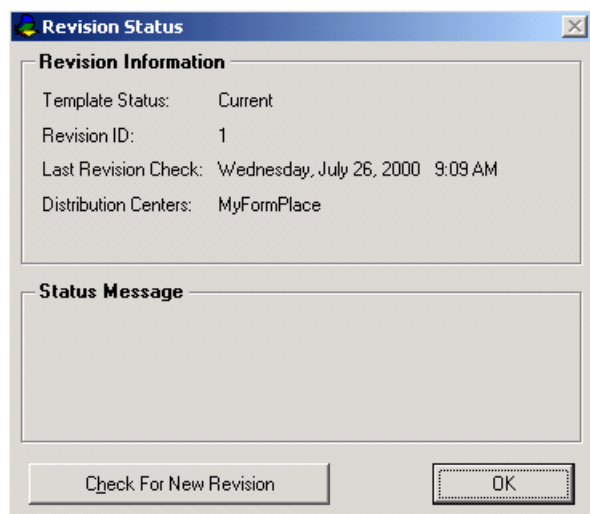 Revision Status
Revision Information
Template Status: Current
Revision ID: 1
Last Revision Check: Wednesday, July 26, 2000 9:09 AM
Distribution Centers: MyFormPlace
Status Message
Check For New Revision OK